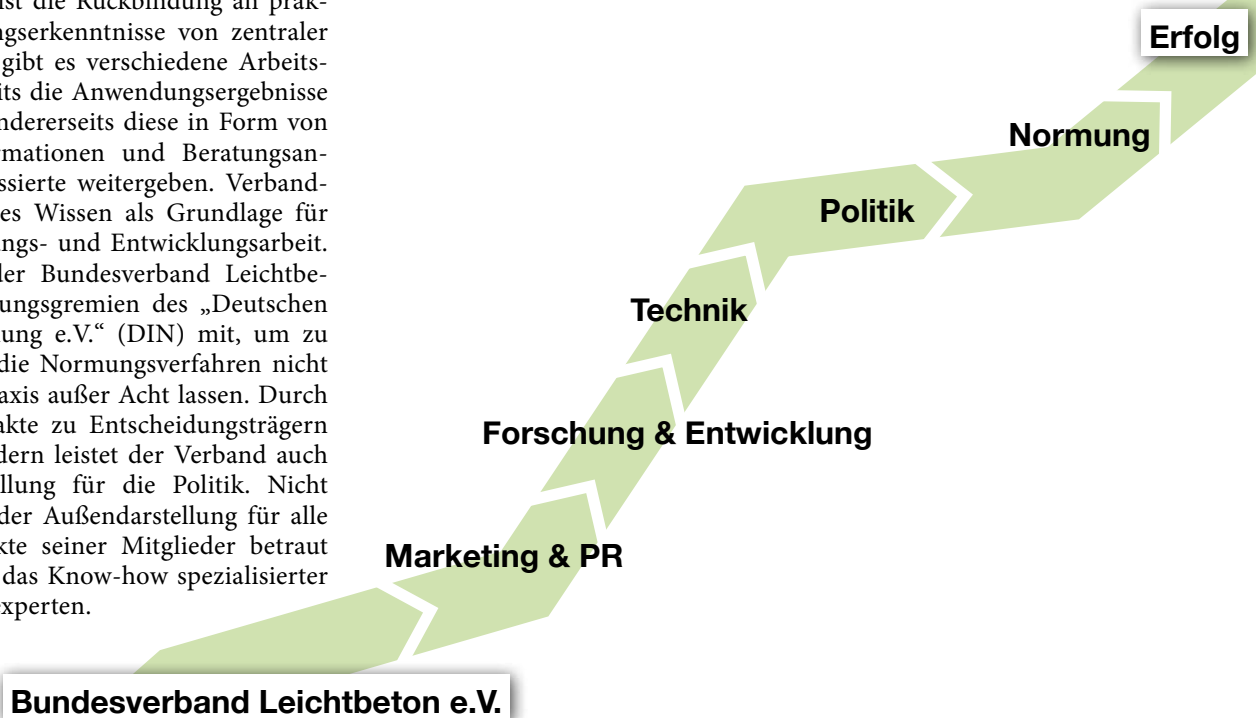 ist die Rückbindung an prak-
ngserkenntnisse von zentraler
gibt es verschiedene Arbeits-
its die Anwendungsergebnisse
ndererseits diese in Form von
rmationen und Beratungsan-
ssierte weitergeben. Verband-
es Wissen als Grundlage für
ngs- und Entwicklungsarbeit.
der Bundesverband Leichtbe-
ungsgremien des „Deutschen
ung e.V.“ (DIN) mit, um zu
die Normungsverfahren nicht
axis außer Acht lassen. Durch
akte zu Entscheidungsträgern
dern leistet der Verband auch
llung für die Politik. Nicht
der Außendarstellung für alle
kte seiner Mitglieder betraut
das Know-how spezialisierter
experten.
Erfolg
Normung
Politik
Technik
Forschung & Entwicklung
Marketing & PR
Bundesverband Leichtbeton e.V.